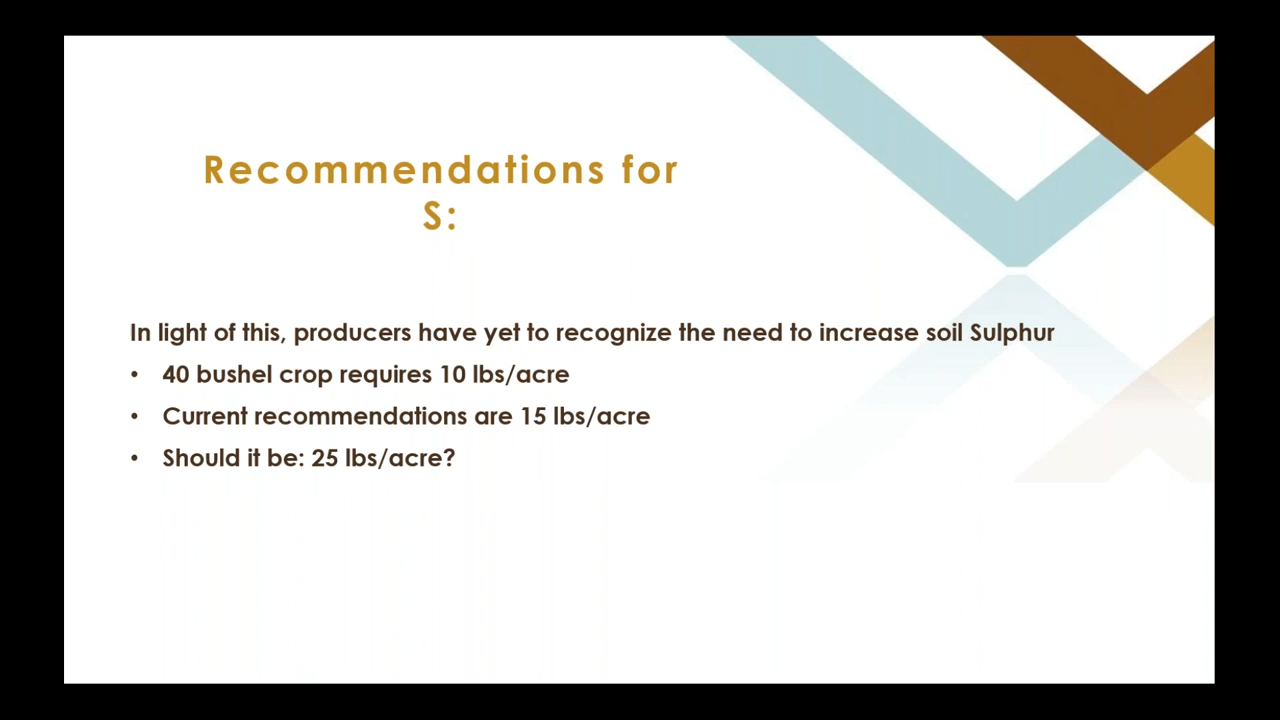 Recommendations for
S:
In light of this, producers have yet to recognize the need to increase soil Sulphur
• 40 bushel crop requires 10 lbs/acre
• Current recommendations are 15 lbs/acre
• Should it be: 25 lbs/acre?